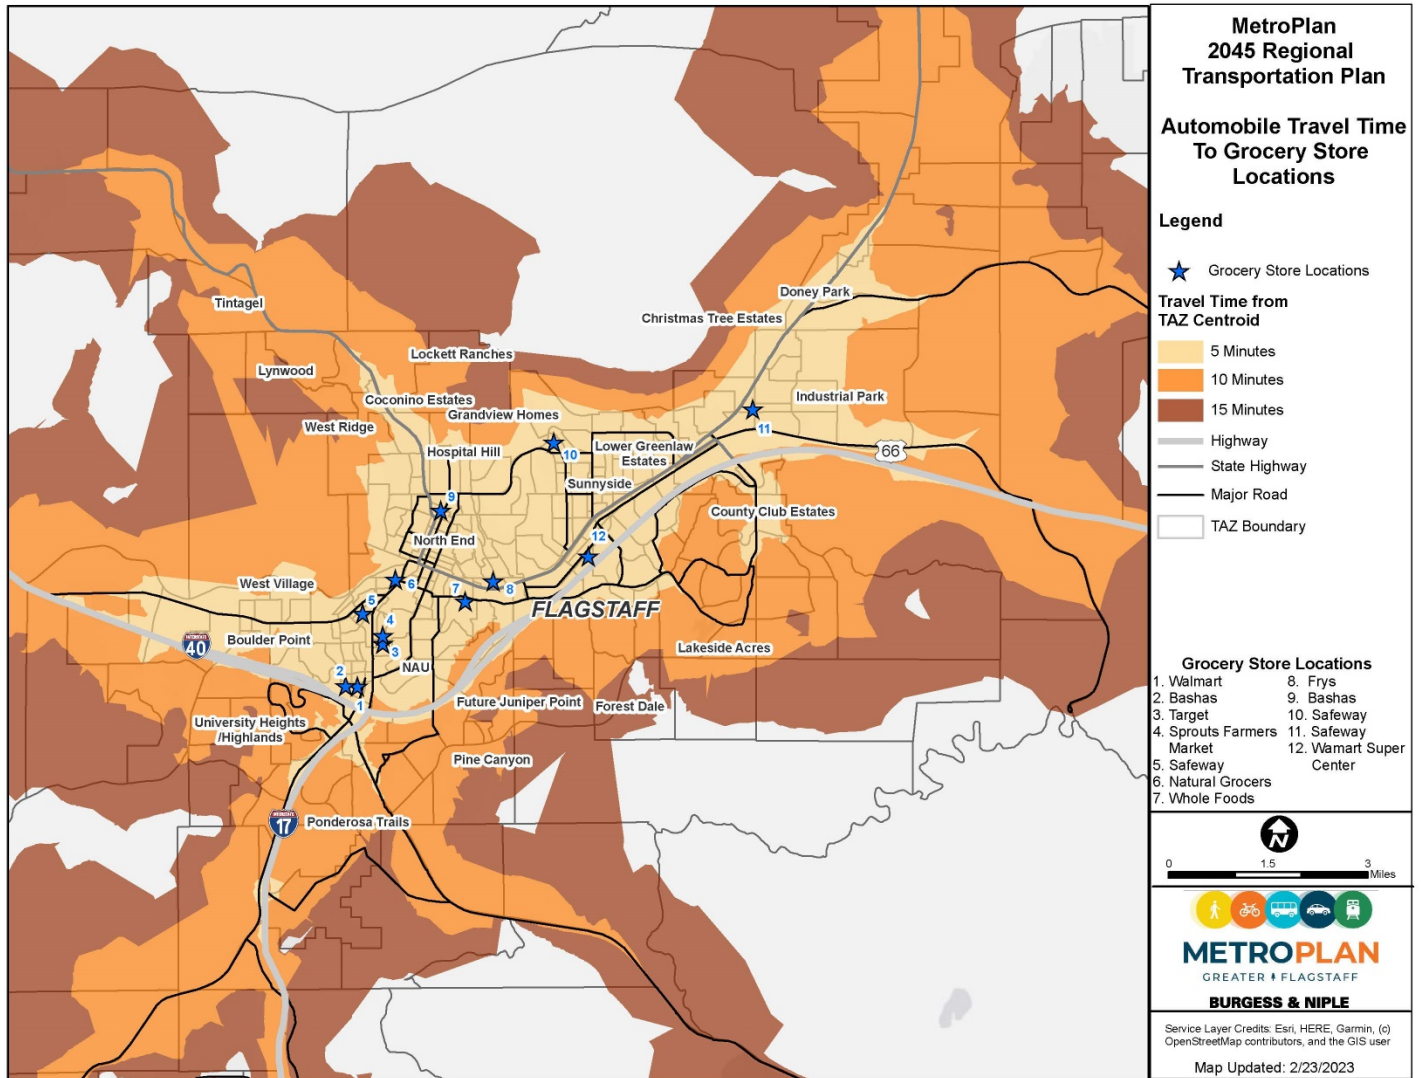 MetroPlan
2045 Regional
Transportation Plan
Automobile Travel Time
To Grocery Store
Locations
Legend
Grocery Store Locations
Travel Time from
TAZ Centroid
5 Minutes
10 Minutes
15 Minutes
Highway
State Highway
Major Road
TAZ Boundary
Grocery Store Locations
1. Walmart
2. Bashas
3. Target
4. Sprouts Farmers
Market
5. Safeway
6. Natural Grocers
7. Whole Foods
8. Frys
9. Bashas
10. Safeway
11. Safeway
12. Wamart Super
Center
N
0 1.5 3
Miles
METROPLAN
GREATER FLAGSTAFF
BURGESS & NIPLE
Service Layer Credits: Esri, HERE, Garmin, (c)
OpenStreetMap contributors, and the GIS user
Map Updated: 2/23/2023
Doney Park
Tintagel
Christmas Tree Estates
Lockett Ranches
Lynwood
Coconino Estates
Industrial Park
Grandview Homes
West Ridge
11
Hospital Hill
10
Lower Greenlaw
Estates
66
Sunnyside
9
County Club Estates
12
North End
West Village
6
8
7
5
FLAGSTAFF
4
INTERSTATE
40
Boulder Point
3
Lakeside Acres
NAU
2
1
Future Juniper Point
Forest Dale
University Heights
/Highlands
Pine Canyon
INTERSTATE
17
Ponderosa Trails